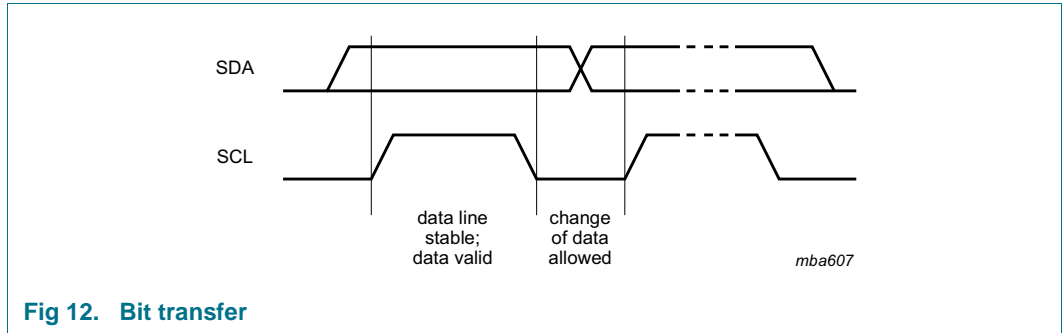 SDA
SCL
data line
stable;
data valid
change
of data
allowed
mba607
Fig 12. Bit transfer